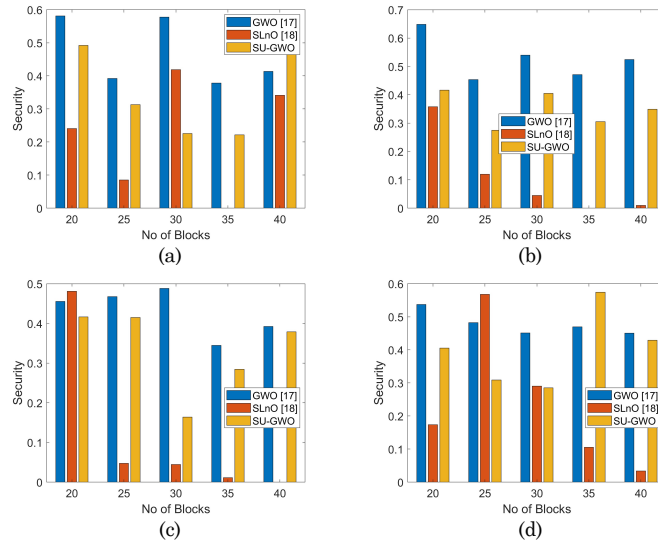 0.6
0.5
0.4
0.3
0.2
0.1
0
Security
20 25 30 35 40
No of Blocks
GWO [17]
SLnO [18]
SU-GWO
(a)
0.7
0.6
0.5
0.4
0.3
0.2
0.1
0
Security
20 25 30 35 40
No of Blocks
GWO [17]
SLnO [18]
SU-GWO
(b)
0.5
0.4
0.3
0.2
0.1
0
Security
20 25 30 35 40
No of Blocks
GWO [17]
SLnO [18]
SU-GWO
(c)
0.6
0.5
0.4
0.3
0.2
0.1
0
Security
20 25 30 35 40
No of Blocks
GWO [17]
SLnO [18]
SU-GWO
(d)